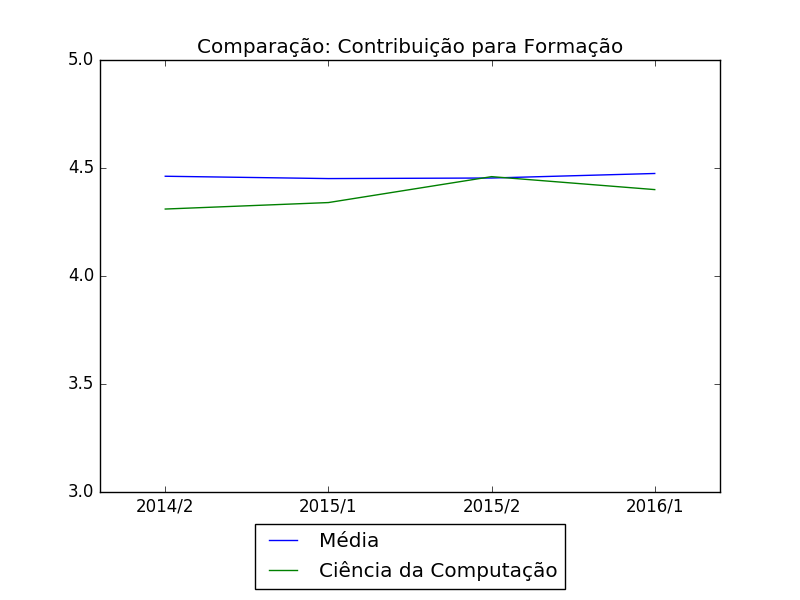 Comparação: Contribuição para Formação
5.0
4.5
4.0
3.5
3.0
2014/2 2015/1 2015/2 2016/1
Média
Ciência da Computação